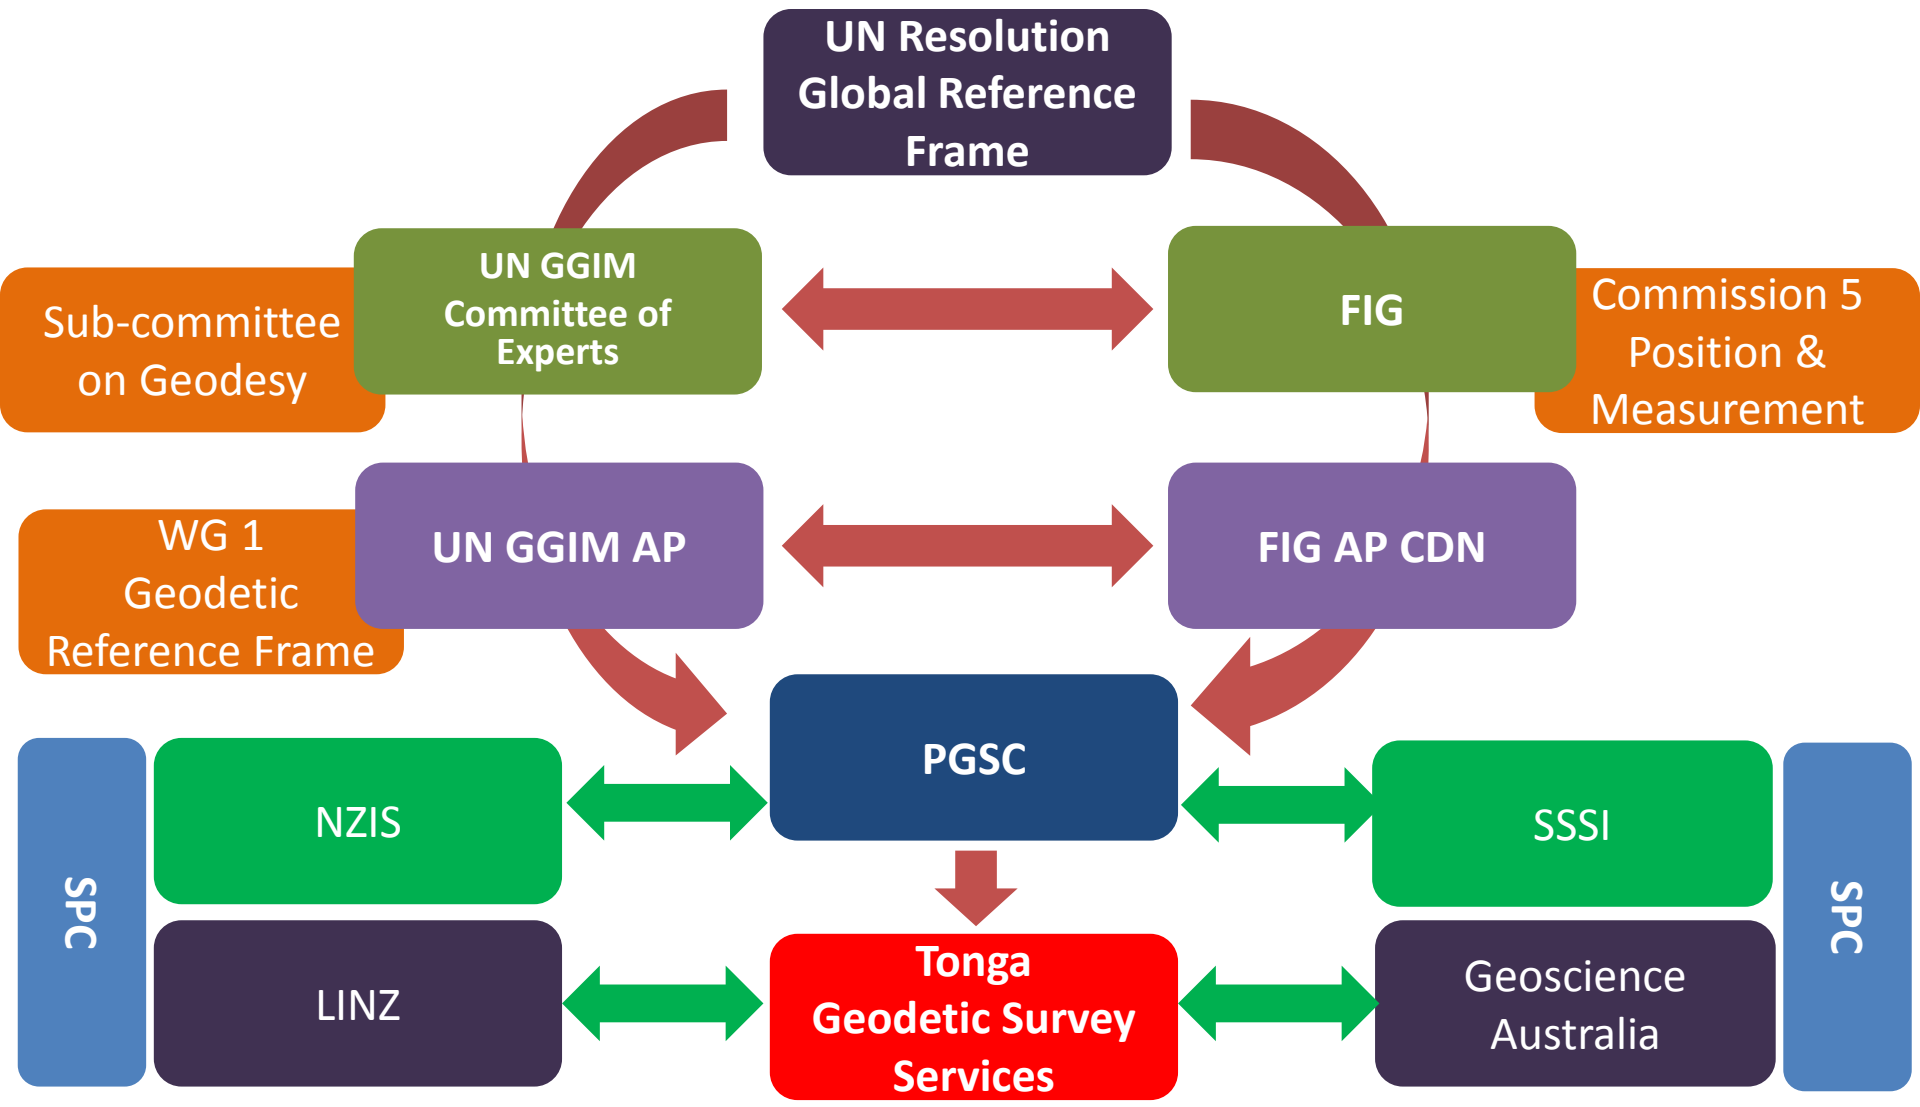 UN Resolution
Global Reference
Frame
UN GGIM
Committee of
Experts
FIG
Sub-committee
on Geodesy
Commission 5
Position &
Measurement
UN GGIM AP
FIG AP CDN
WG 1
Geodetic
Reference Frame
PGSC
NZIS
SSSI
SPC
SPC
LINZ
Tonga
Geodetic Survey
Services
Geoscience
Australia